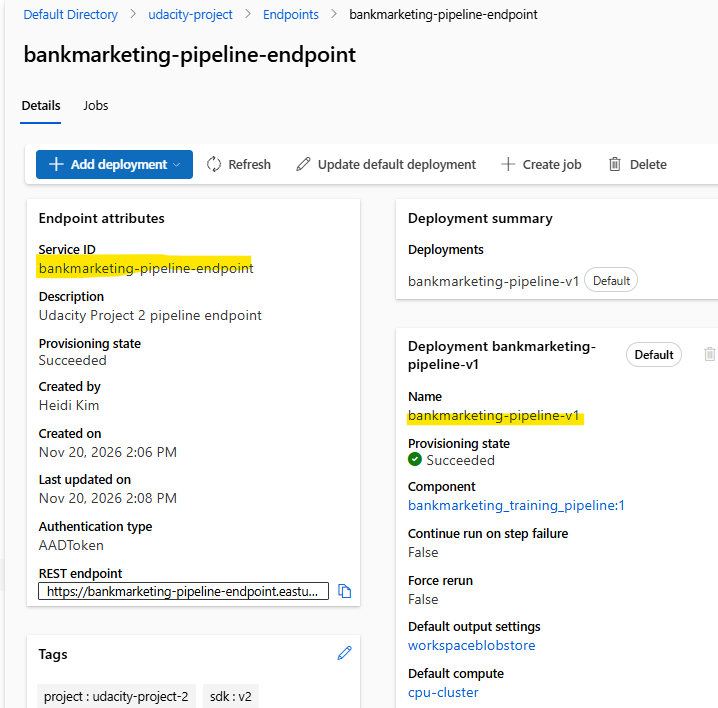 Default Directory > udacity-project > Endpoints > bankmarketing-pipeline-endpoint
bankmarketing-pipeline-endpoint
Details Jobs
Add deployment Refresh Update default deployment Create job Delete
Endpoint attributes
Service ID
bankmarketing-pipeline-endpoint
Description
Udacity Project 2 pipeline endpoint
Provisioning state
Succeeded
Created by
Heidi Kim
Created on
Nov 20, 2026 2:06 PM
Last updated on
Nov 20, 2026 2:08 PM
Authentication type
AADToken
REST endpoint
https://bankmarketing-pipeline-endpoint.eastu...
Tags
project : udacity-project-2 sdk : v2
Deployment summary
Deployments
bankmarketing-pipeline-v1 Default
Deployment bankmarketing-
pipeline-v1
Default
Name
bankmarketing-pipeline-v1
Provisioning state
Succeeded
Component
bankmarketing_training_pipeline:1
Continue run on step failure
False
Force rerun
False
Default output settings
workspaceblobstore
Default compute
cpu-cluster